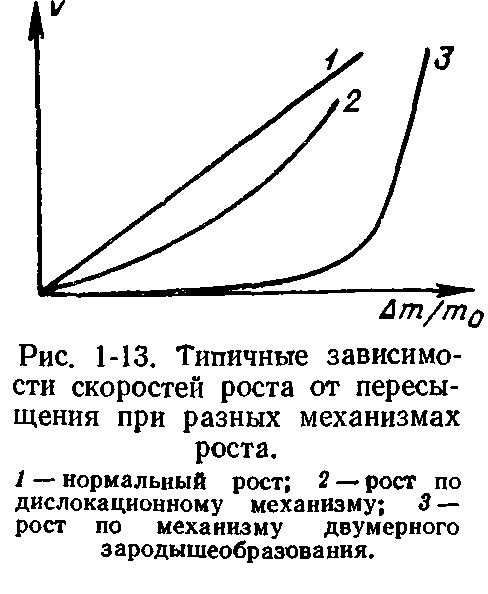 v
1
2
3
Δm/m0
Рис. 1-13. Типичные зависимо-
сти скоростей роста от пересы-
щения при разных механизмах
роста.
1 — нормальный рост; 2 — рост по
дислокационному механизму; 3 —
рост по механизму двумерного
зародышеобразования.